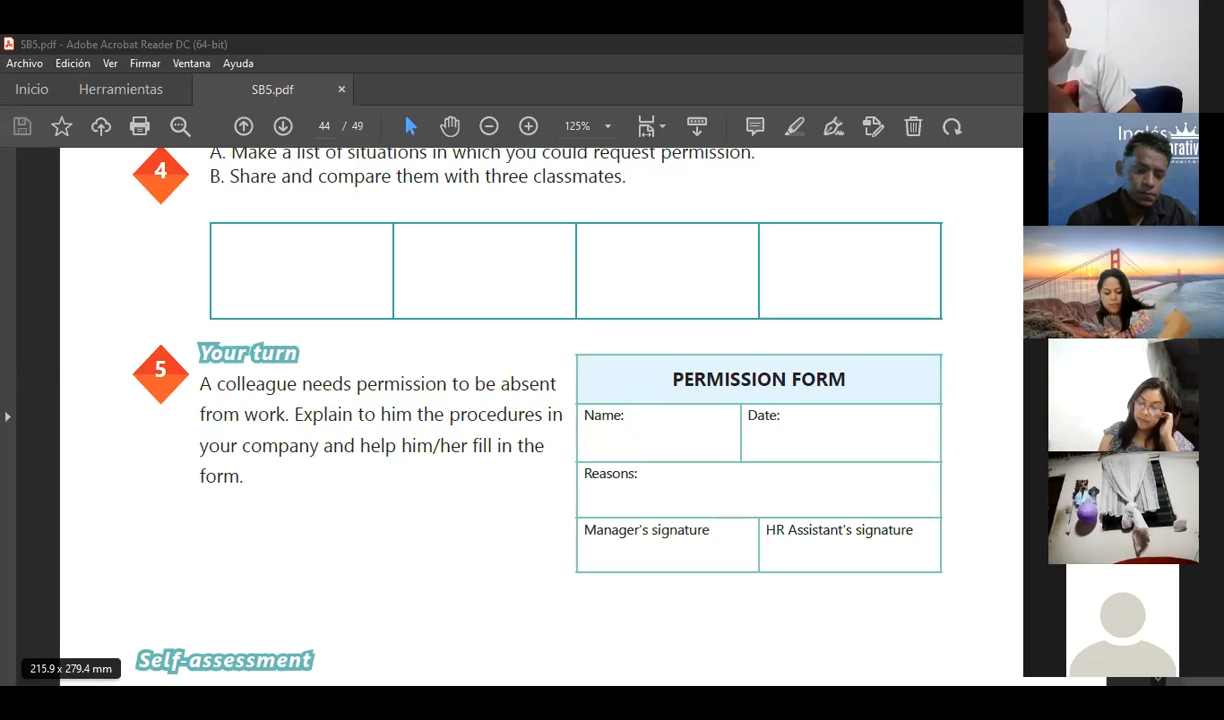 SB5.pdf - Adobe Acrobat Reader DC (64-bit)
Archivo Edición Ver Firmar Ventana Ayuda
Inicio Herramientas SB5.pdf ×
44 / 49 125%
4
A. Make a list of situations in which you could request permission.
B. Share and compare them with three classmates.
5
Your turn
A colleague needs permission to be absent
from work. Explain to him the procedures in
your company and help him/her fill in the
form.
PERMISSION FORM
Name: Date:
Reasons:
Manager's signature HR Assistant's signature
Self-assessment
215.9 x 279.4 mm
Inglés